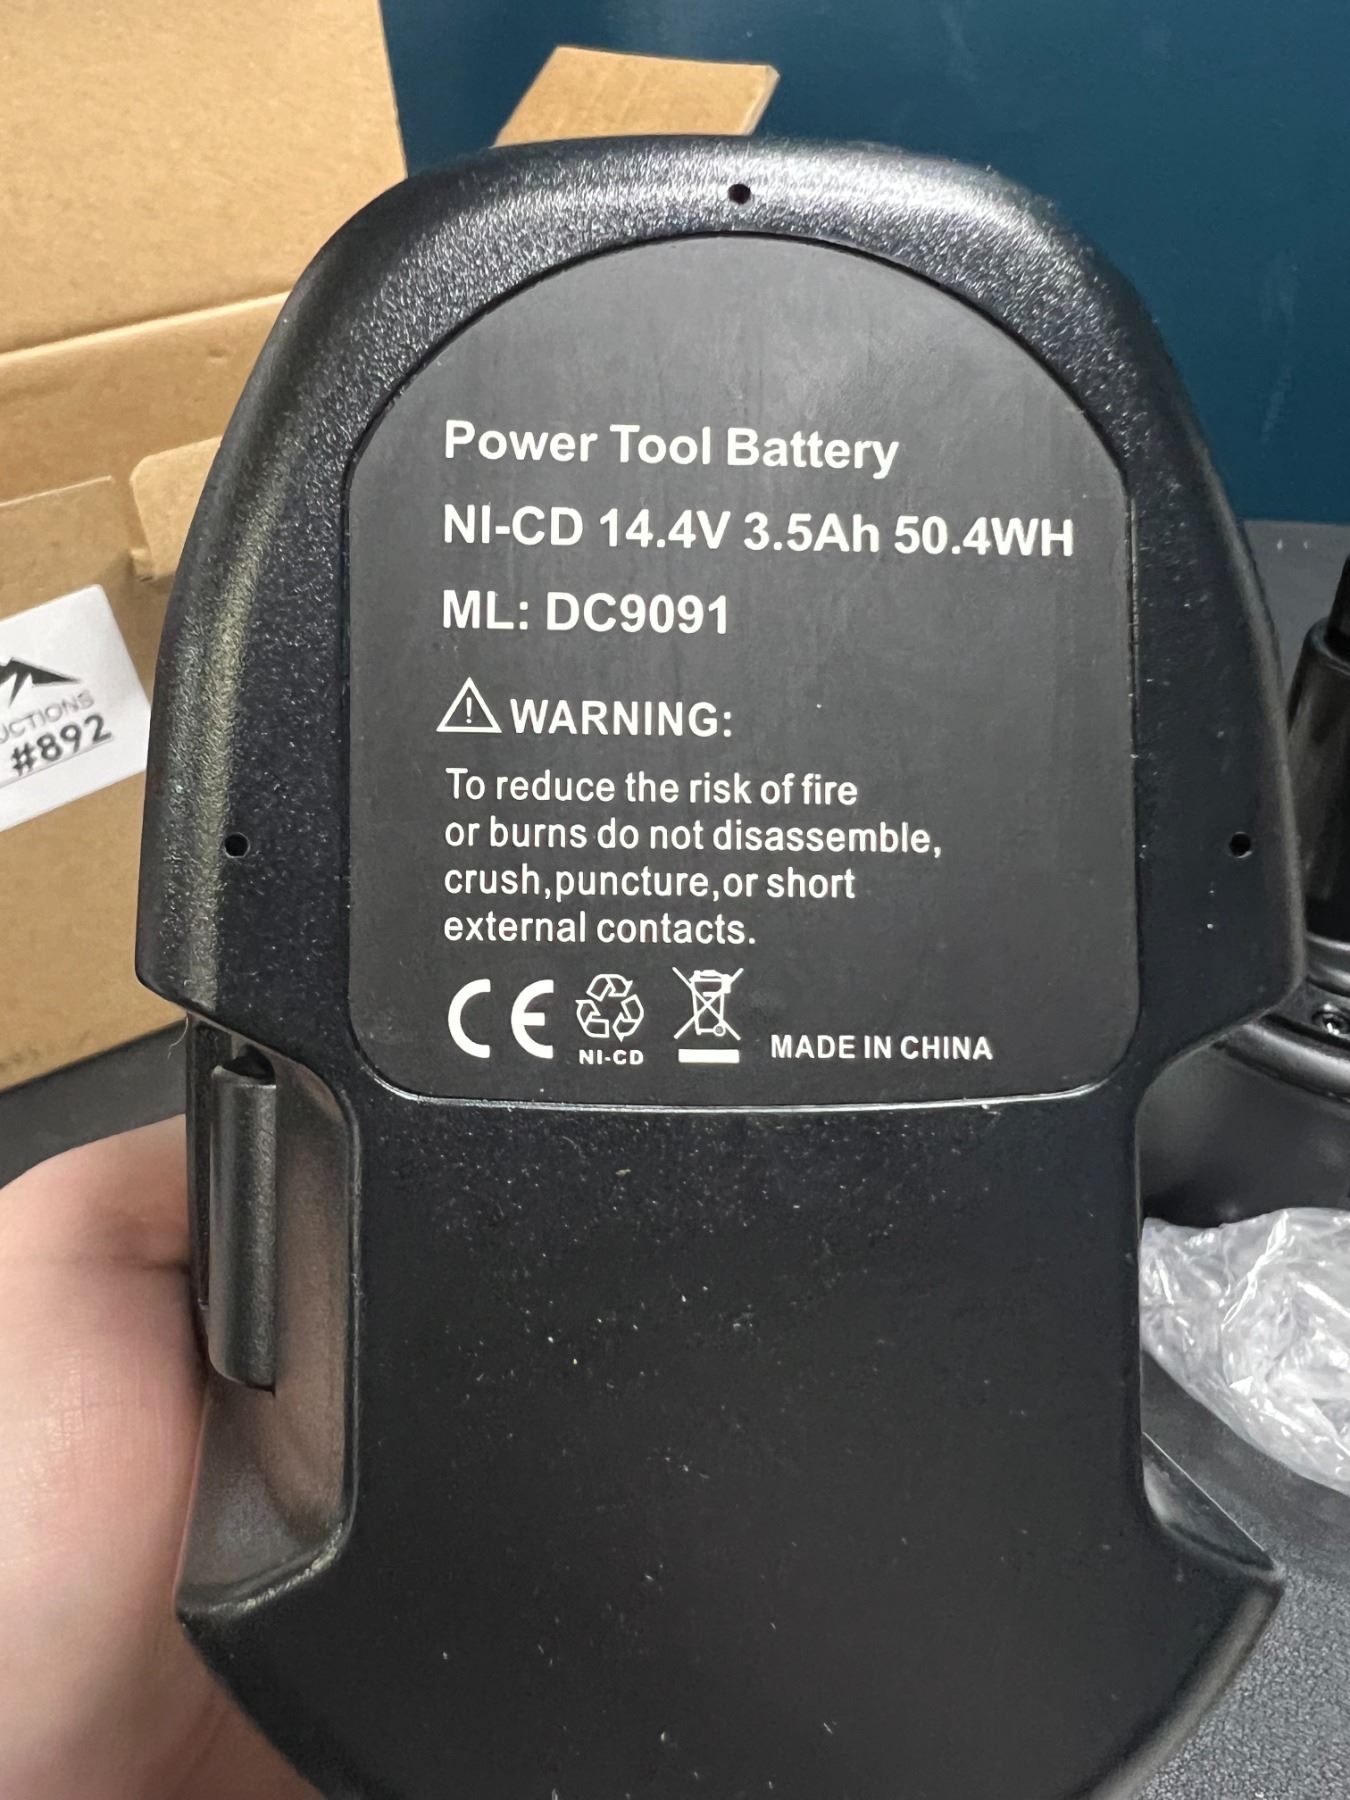 Power Tool Battery
NI-CD 14.4V 3.5Ah 50.4WH
ML: DC9091
WARNING:
To reduce the risk of fire
or burns do not disassemble,
crush,puncture,or short
external contacts.
CE
NI-CD
MADE IN CHINA
UCTIONS
#892